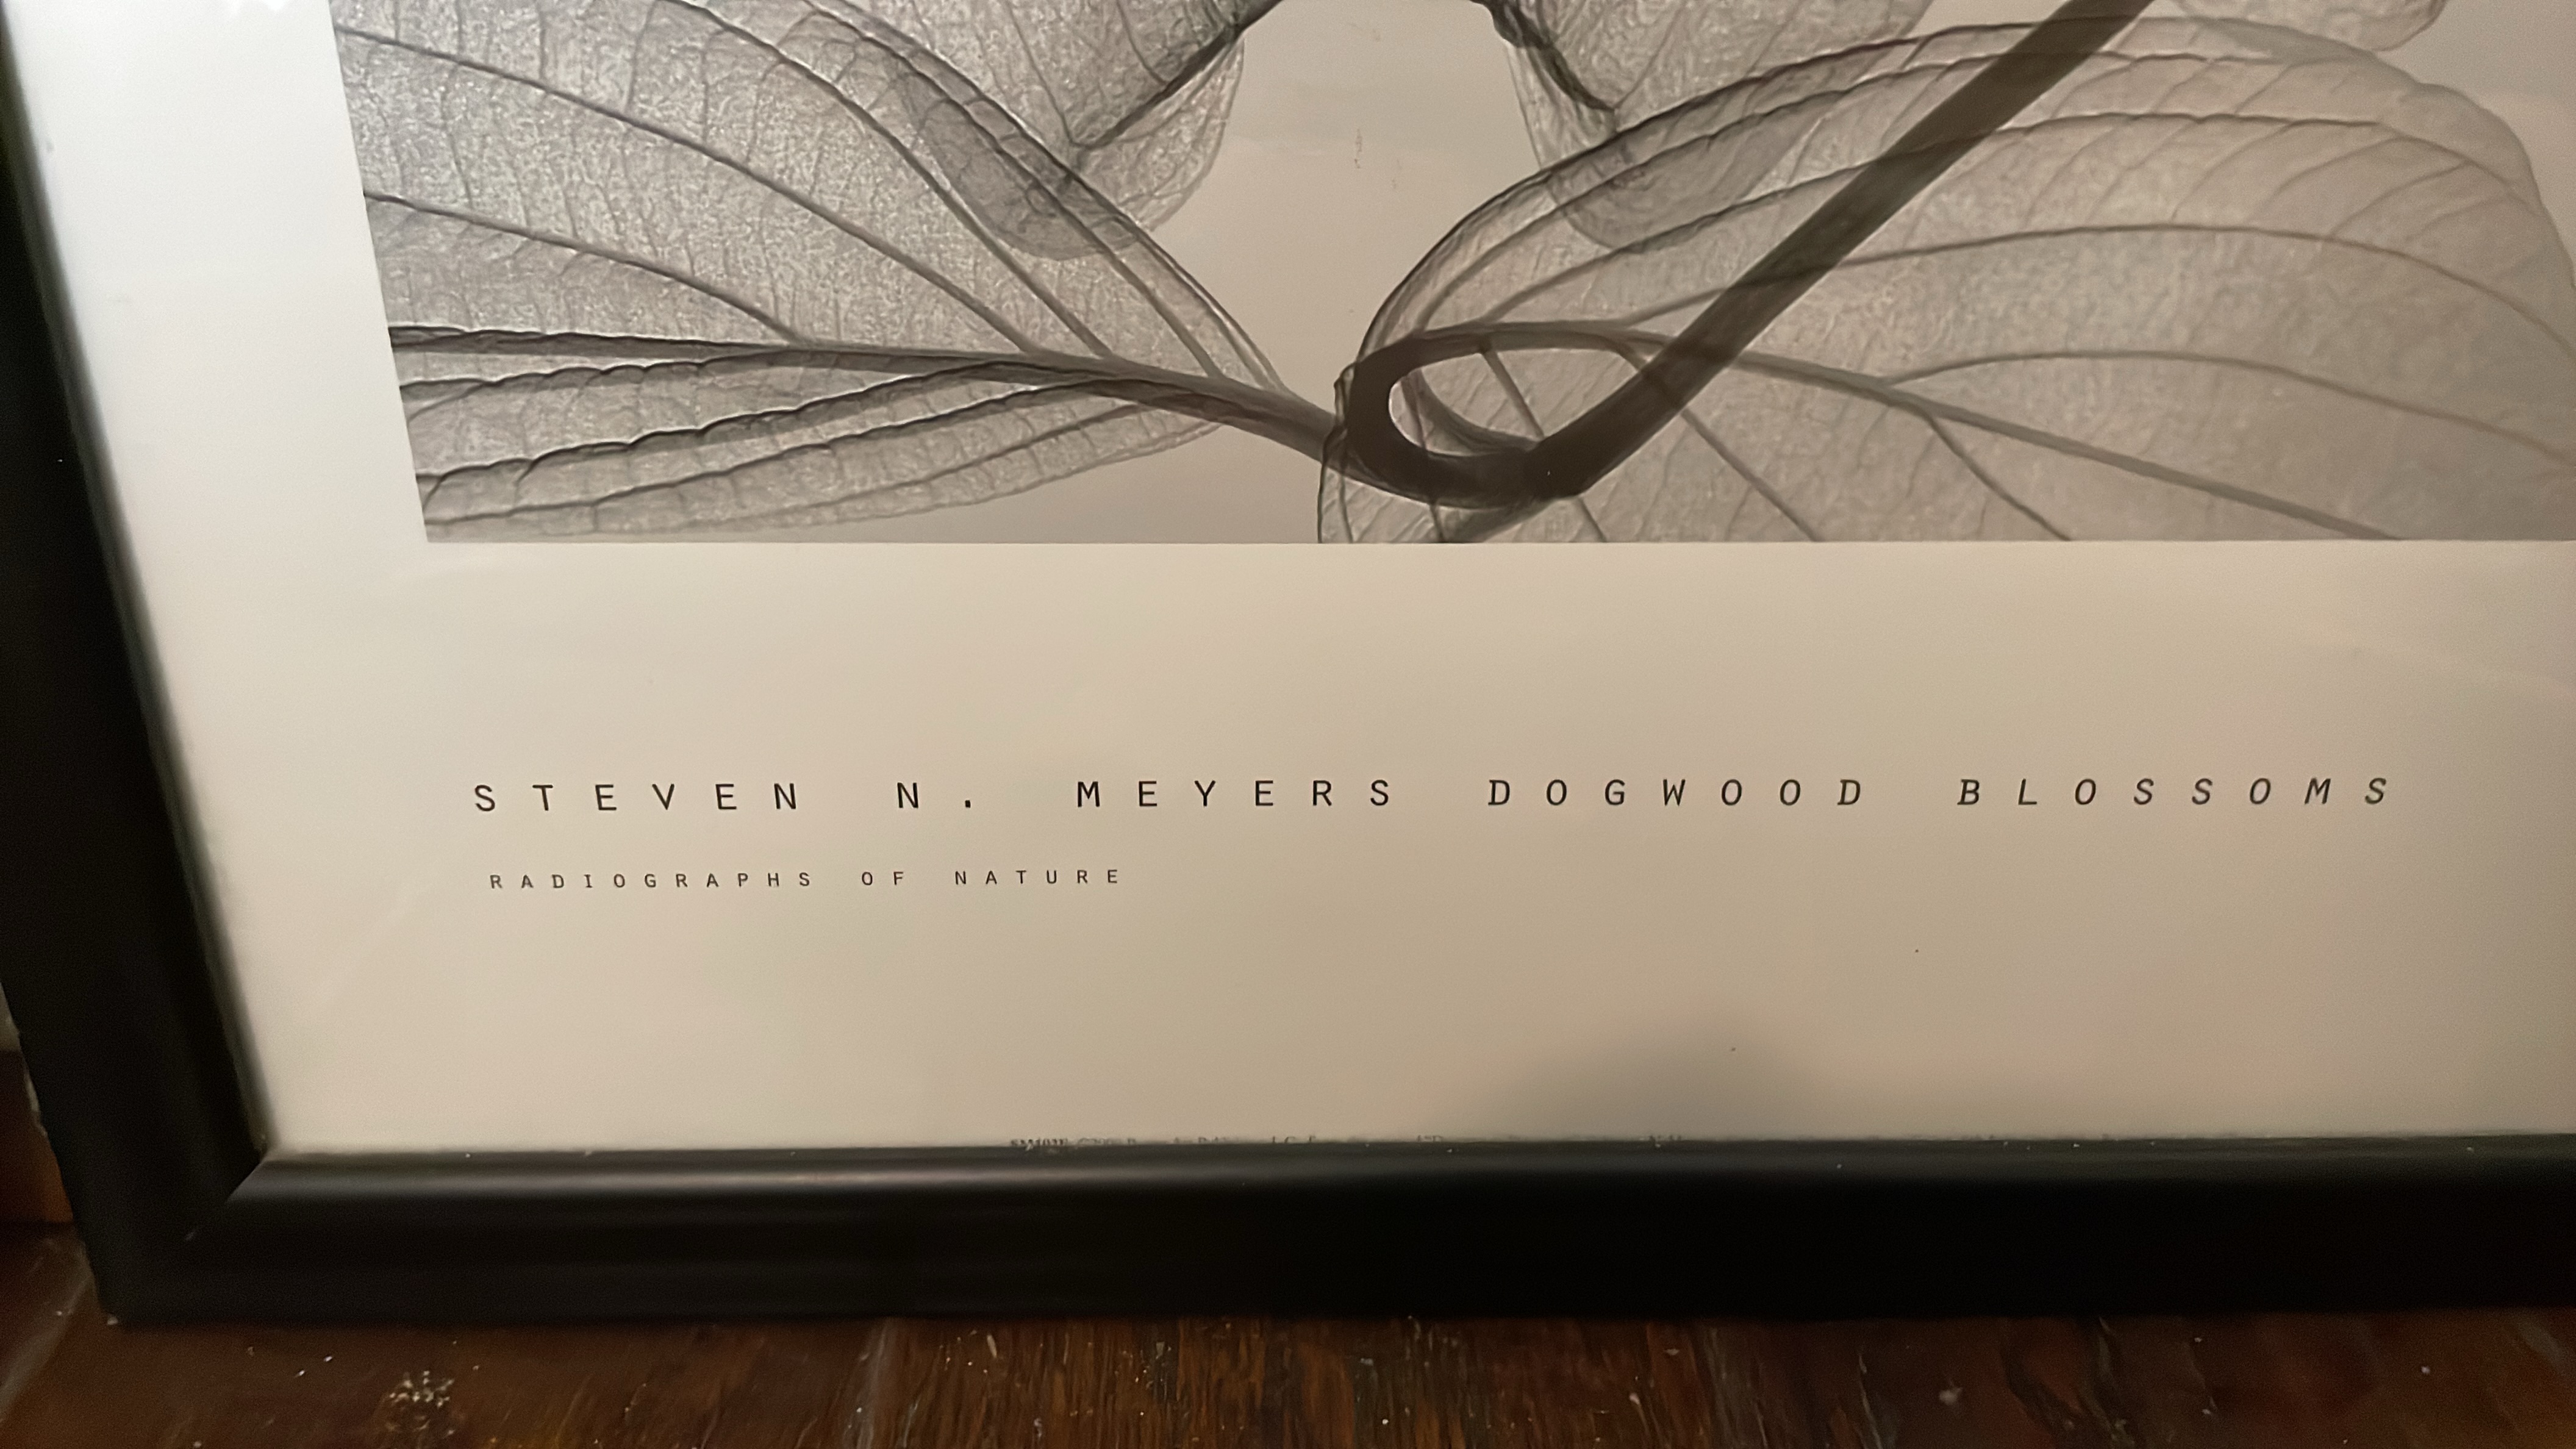 STEVEN N. MEYERS DOGWOOD BLOSSOMS
RADIOGRAPHS OF NATURE